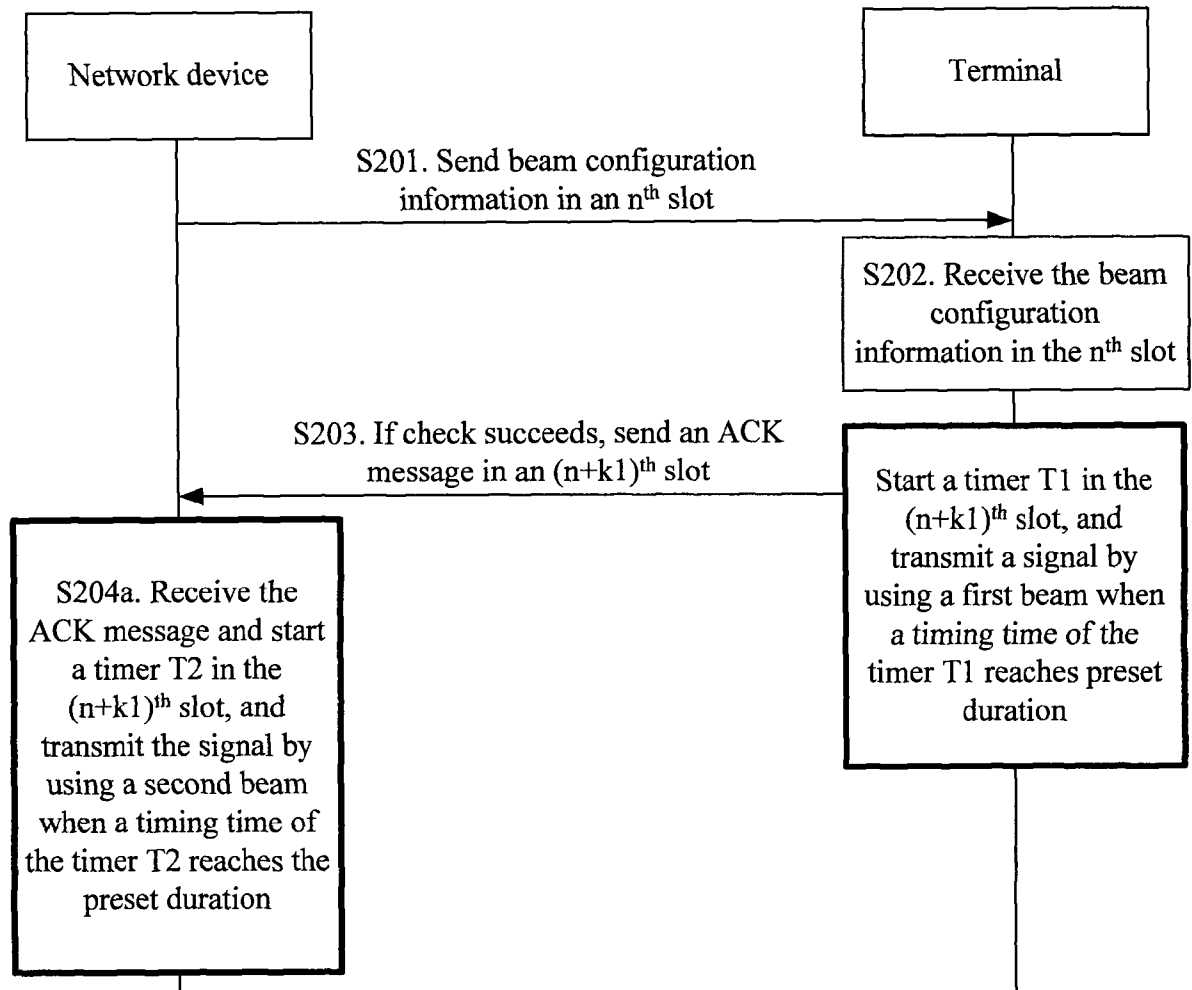 Network device
Terminal
S201. Send beam configuration
information in an nth slot
S202. Receive the beam
configuration
information in the nth slot
S203. If check succeeds, send an ACK
message in an (n+k1)th slot
Start a timer T1 in the
(n+k1)th slot, and
transmit a signal by
using a first beam when
a timing time of the
timer T1 reaches preset
duration
S204a. Receive the
ACK message and start
a timer T2 in the
(n+k1)th slot, and
transmit the signal by
using a second beam
when a timing time of
the timer T2 reaches the
preset duration